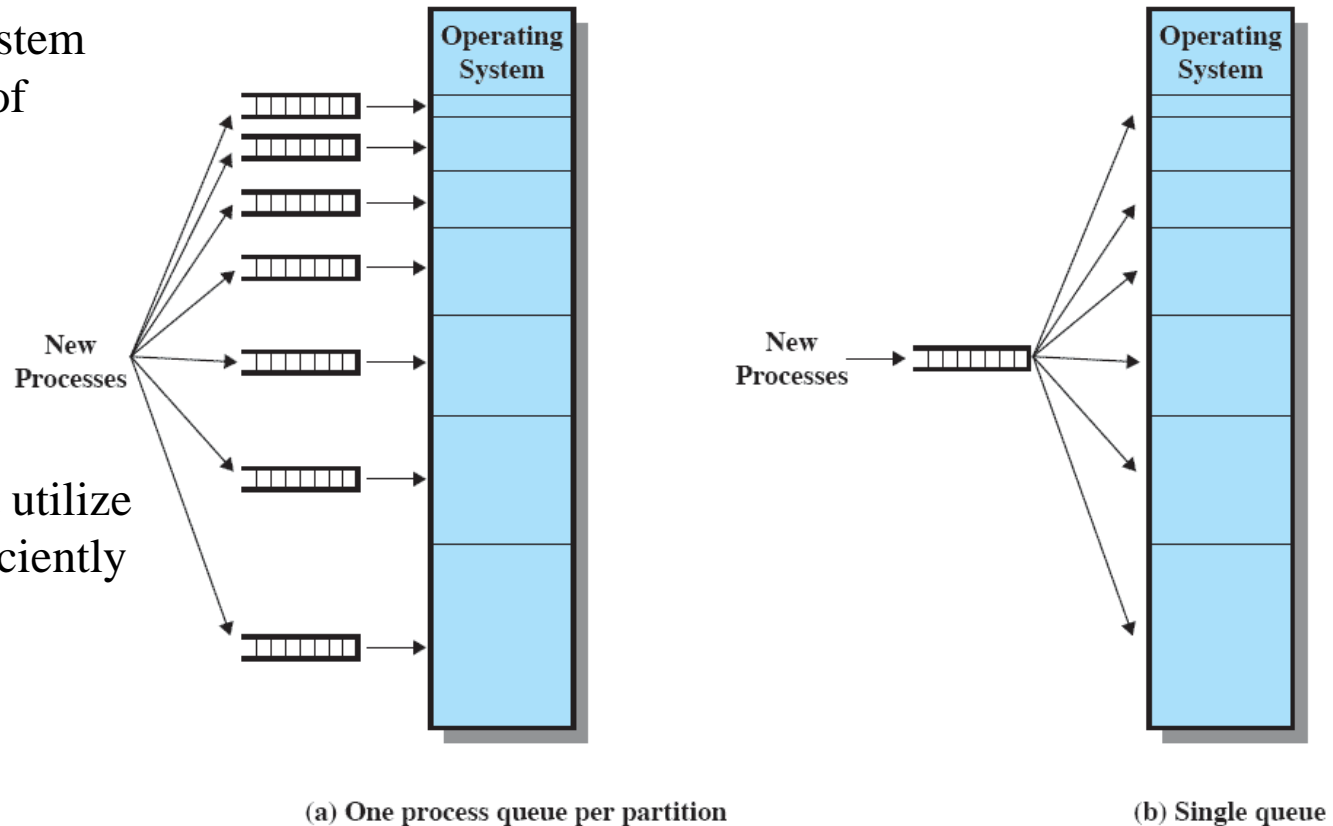 stem
of
utilize
ciently
Operating
System
New
Processes
(a) One process queue per partition
Operating
System
New
Processes
(b) Single queue